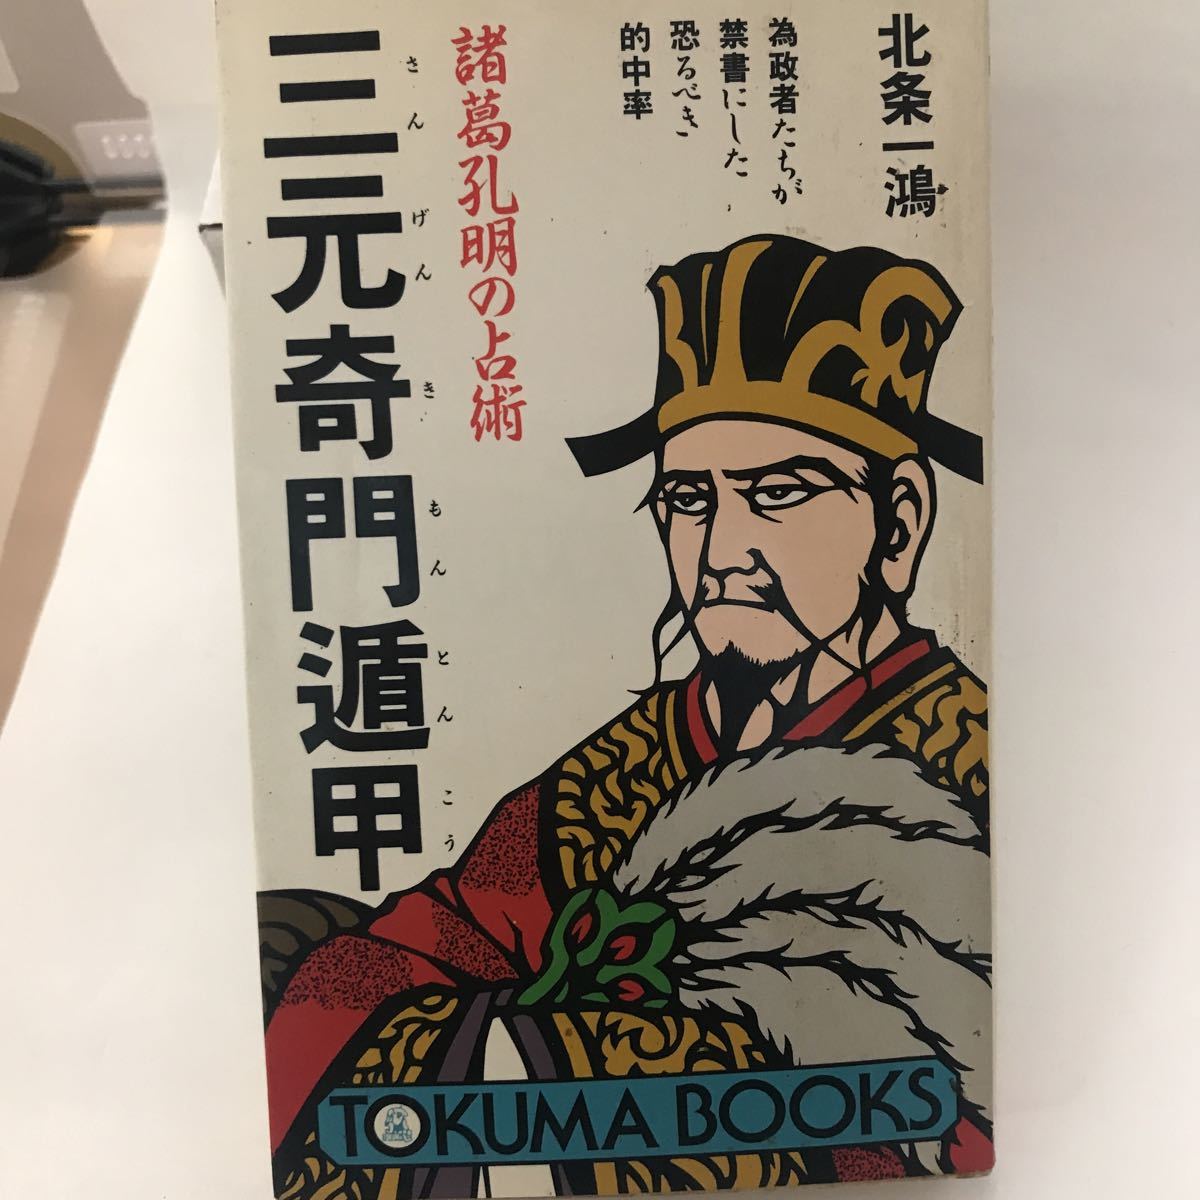 北条一鴻
為政者たちが
禁書にした
恐るべき
的中率
諸葛孔明の占術
三元奇門遁甲
さんげんきもんとんこう
TOKUMA BOOKS